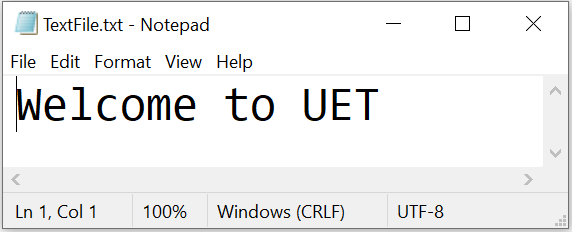 TextFile.txt - Notepad
File Edit Format View Help
Welcome to UET
Ln 1, Col 1 100% Windows (CRLF) UTF-8